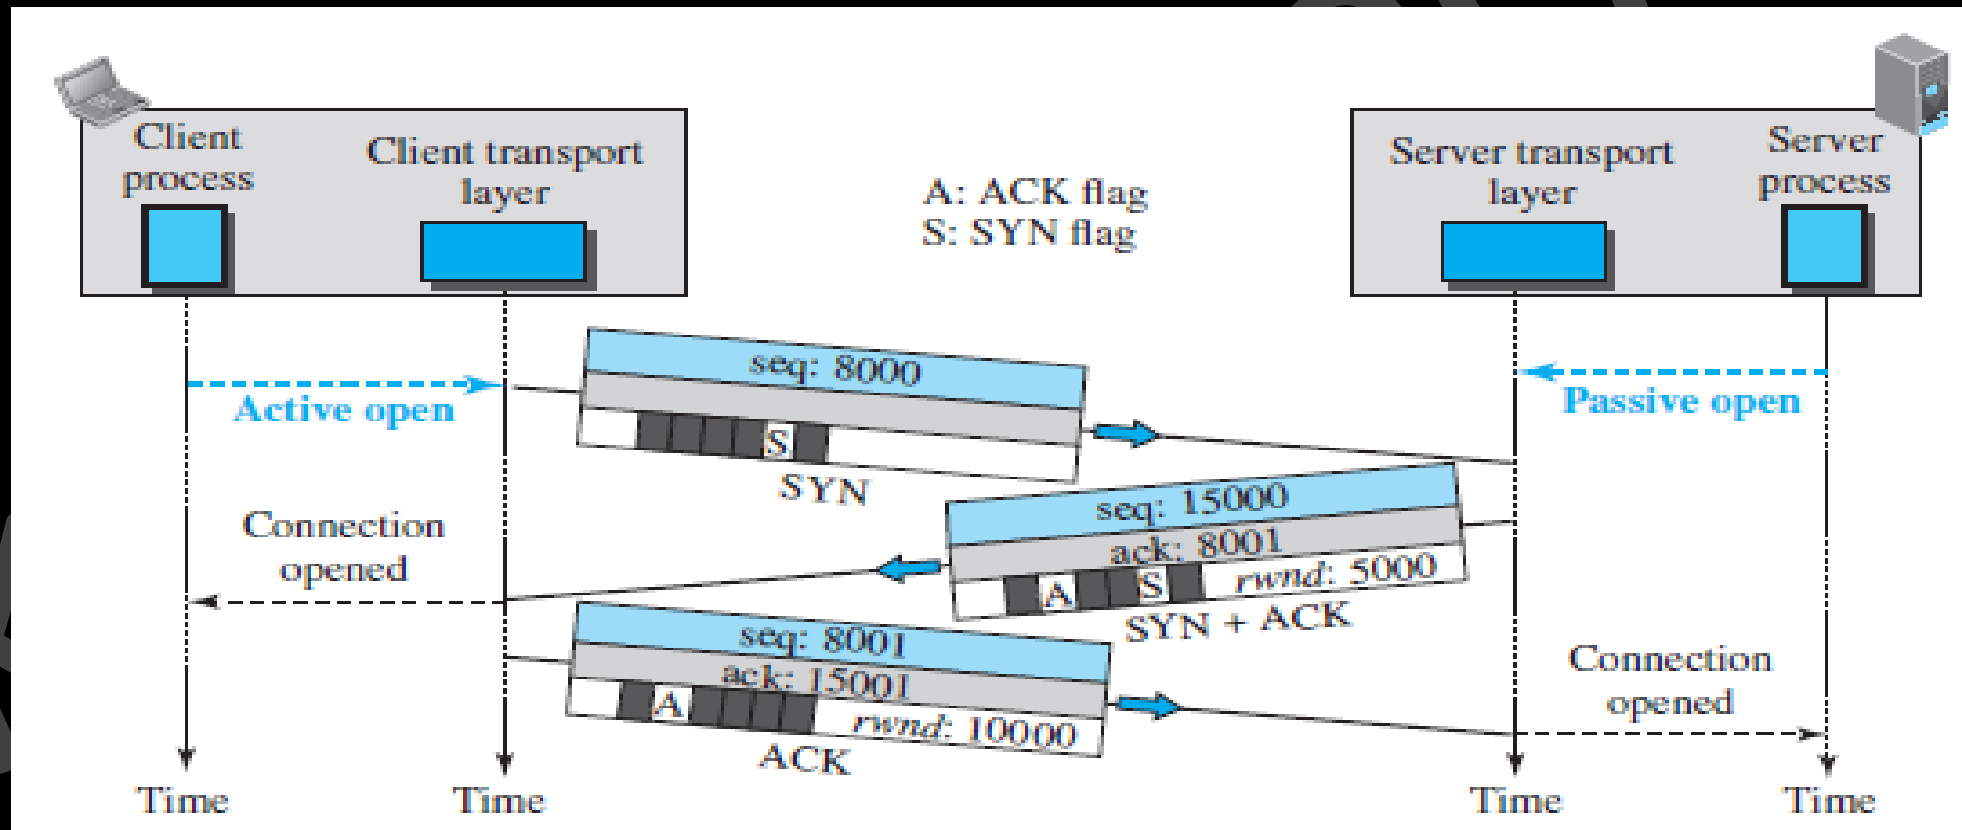 Client
process
Client transport
layer
A: ACK flag
S: SYN flag
Server transport
layer
Server
process
seq: 8000
S
SYN
Active open
Passive open
seq: 15000
ack: 8001
A
S
rwnd: 5000
SYN + ACK
Connection
opened
seq: 8001
ack: 15001
A
rwnd: 10000
ACK
Connection
opened
Time
Time
Time
Time